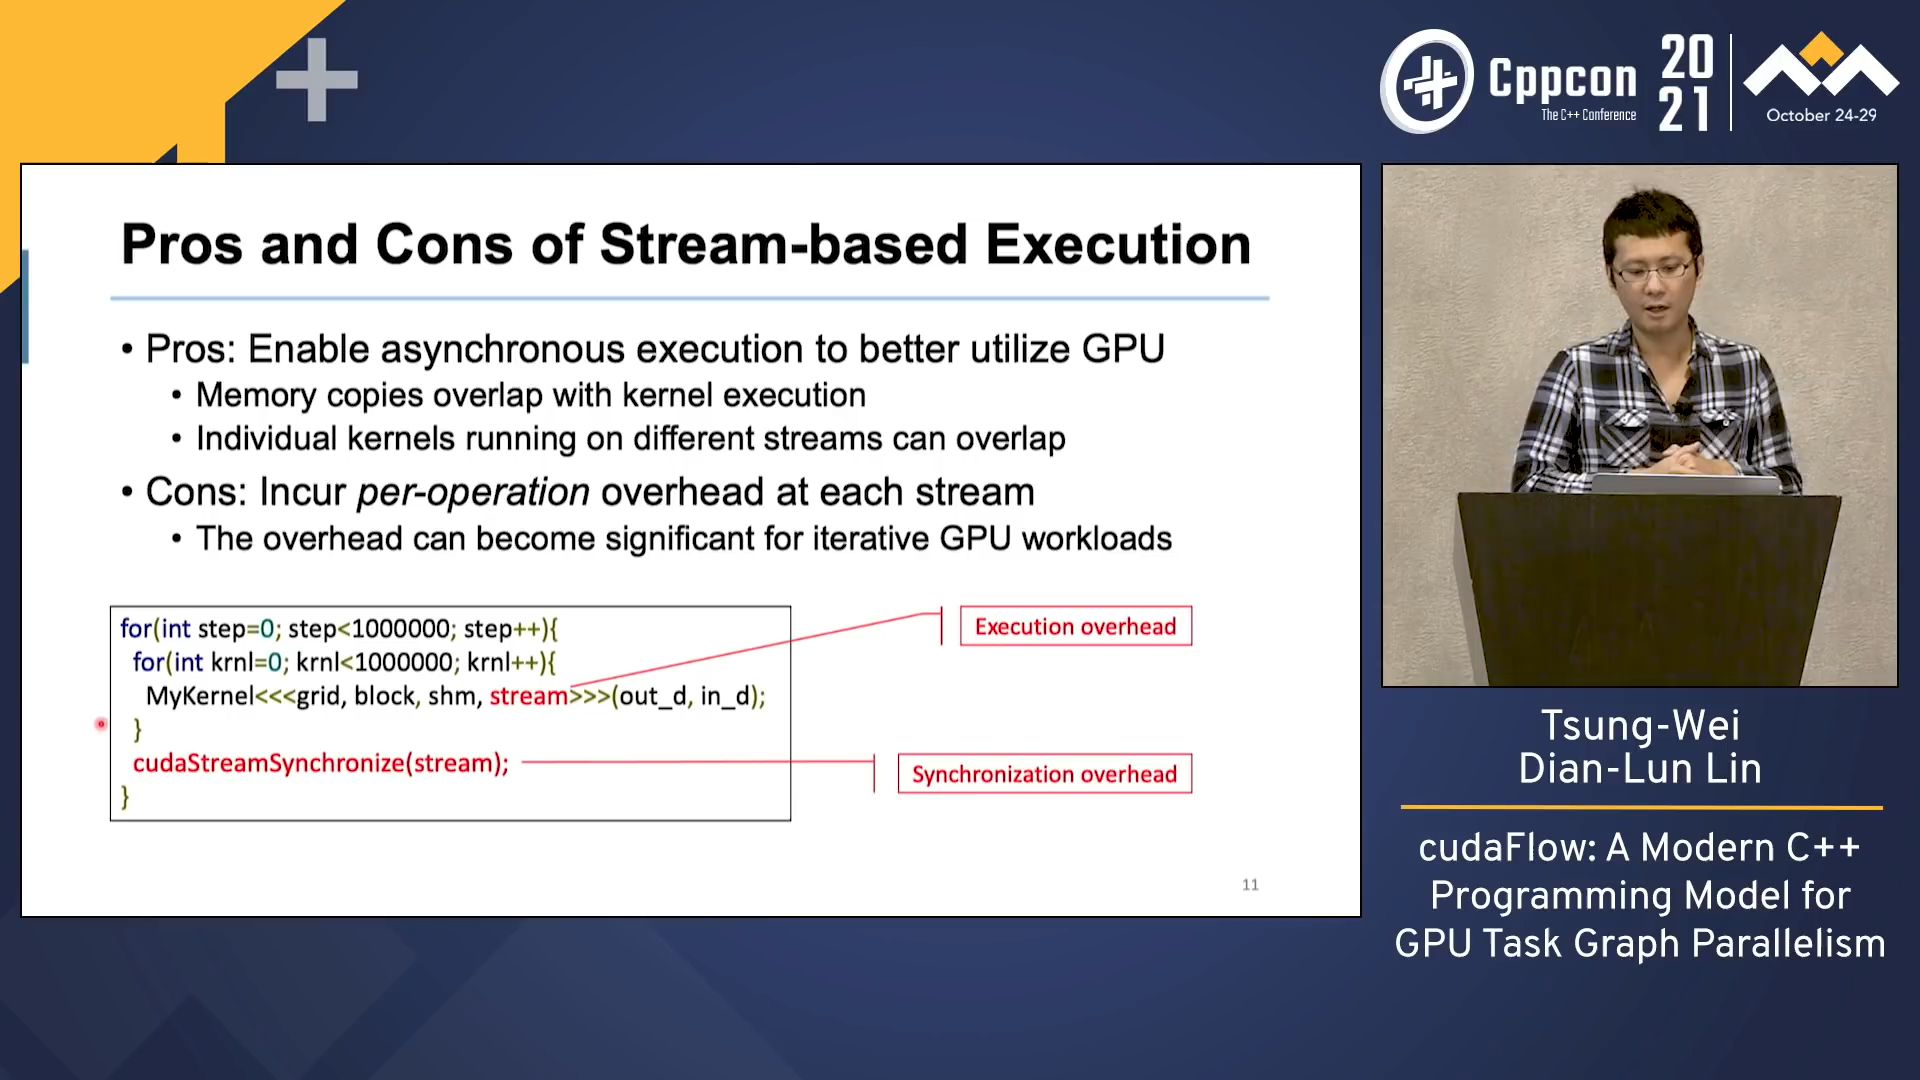 Cppcon
The C++ Conference
20
21
October 24-29
Pros and Cons of Stream-based Execution
• Pros: Enable asynchronous execution to better utilize GPU
• Memory copies overlap with kernel execution
• Individual kernels running on different streams can overlap
• Cons: Incur per-operation overhead at each stream
• The overhead can become significant for iterative GPU workloads
for(int step=0; step<1000000; step++){
for(int krnl=0; krnl<1000000; krnl++){
MyKernel<<<grid, block, shm, stream>>>(out_d, in_d);
}
cudaStreamSynchronize(stream);
}
Execution overhead
Synchronization overhead
11
Tsung-Wei
Dian-Lun Lin
cudaFlow: A Modern C++
Programming Model for
GPU Task Graph Parallelism